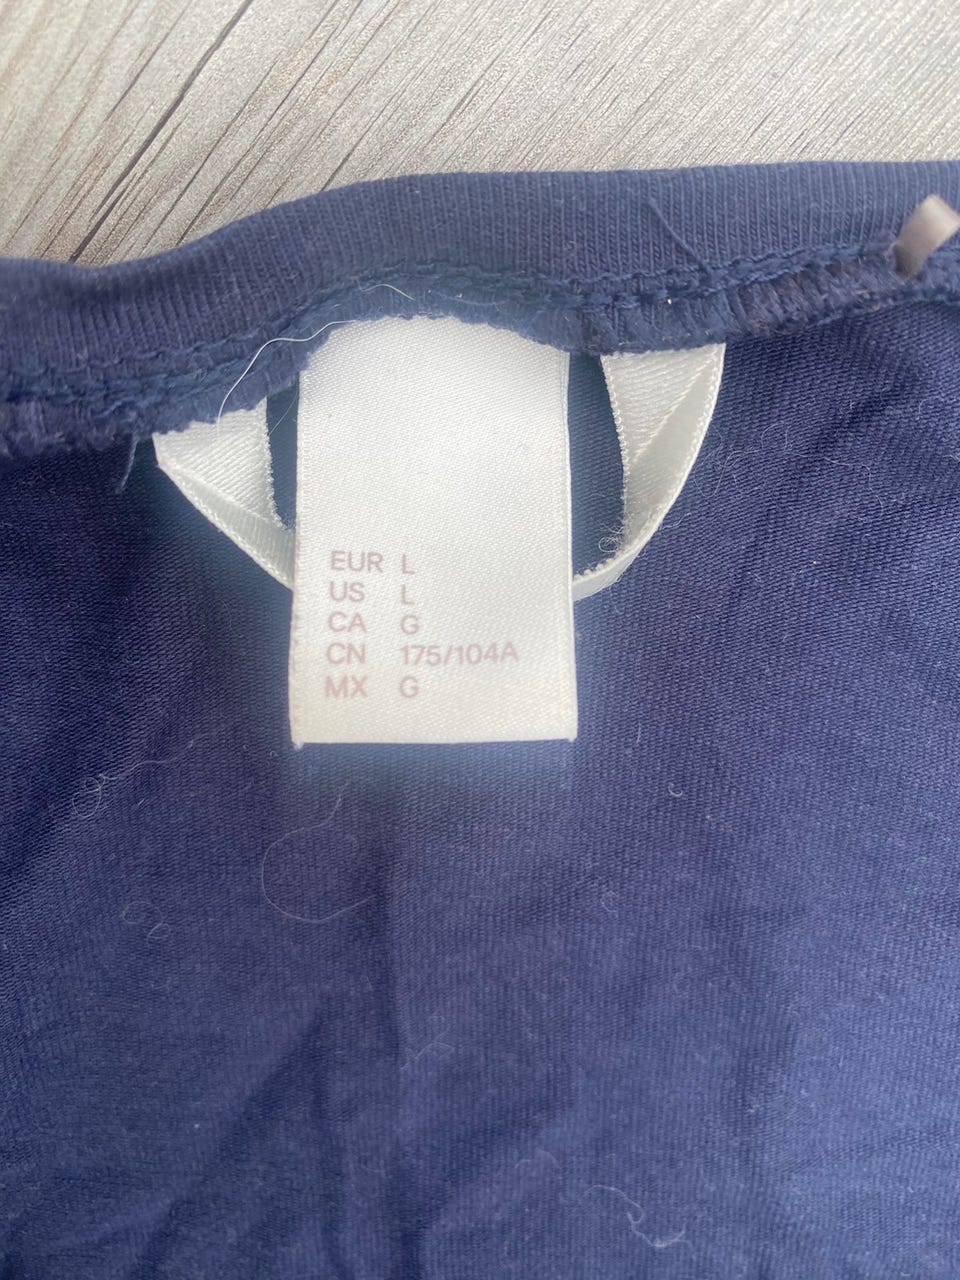 EUR L
US L
CA G
CN 175/104A
MX G